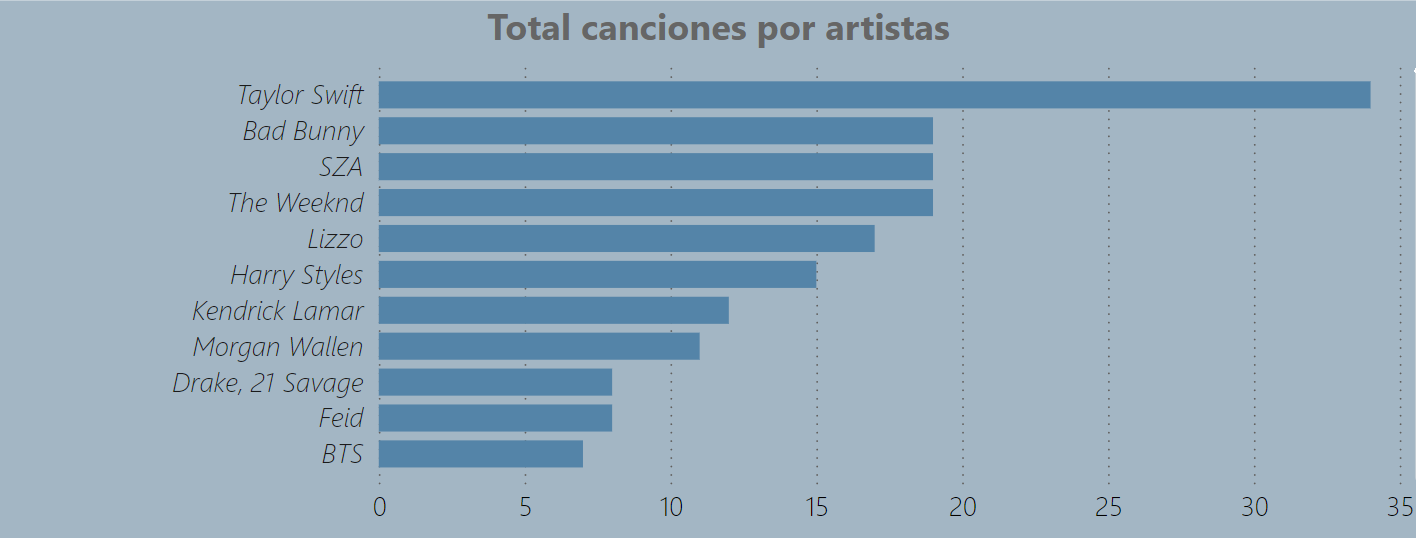 Total canciones por artistas
Taylor Swift
Bad Bunny
SZA
The Weeknd
Lizzo
Harry Styles
Kendrick Lamar
Morgan Wallen
Drake, 21 Savage
Feid
BTS
0 5 10 15 20 25 30 35